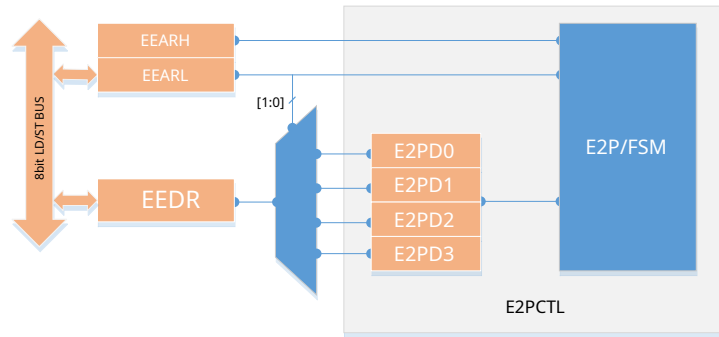 EEARH
EEARL
8bit LD/ST BUS
[1:0]
EEDR
E2PD0
E2PD1
E2PD2
E2PD3
E2P/FSM
E2PCTL